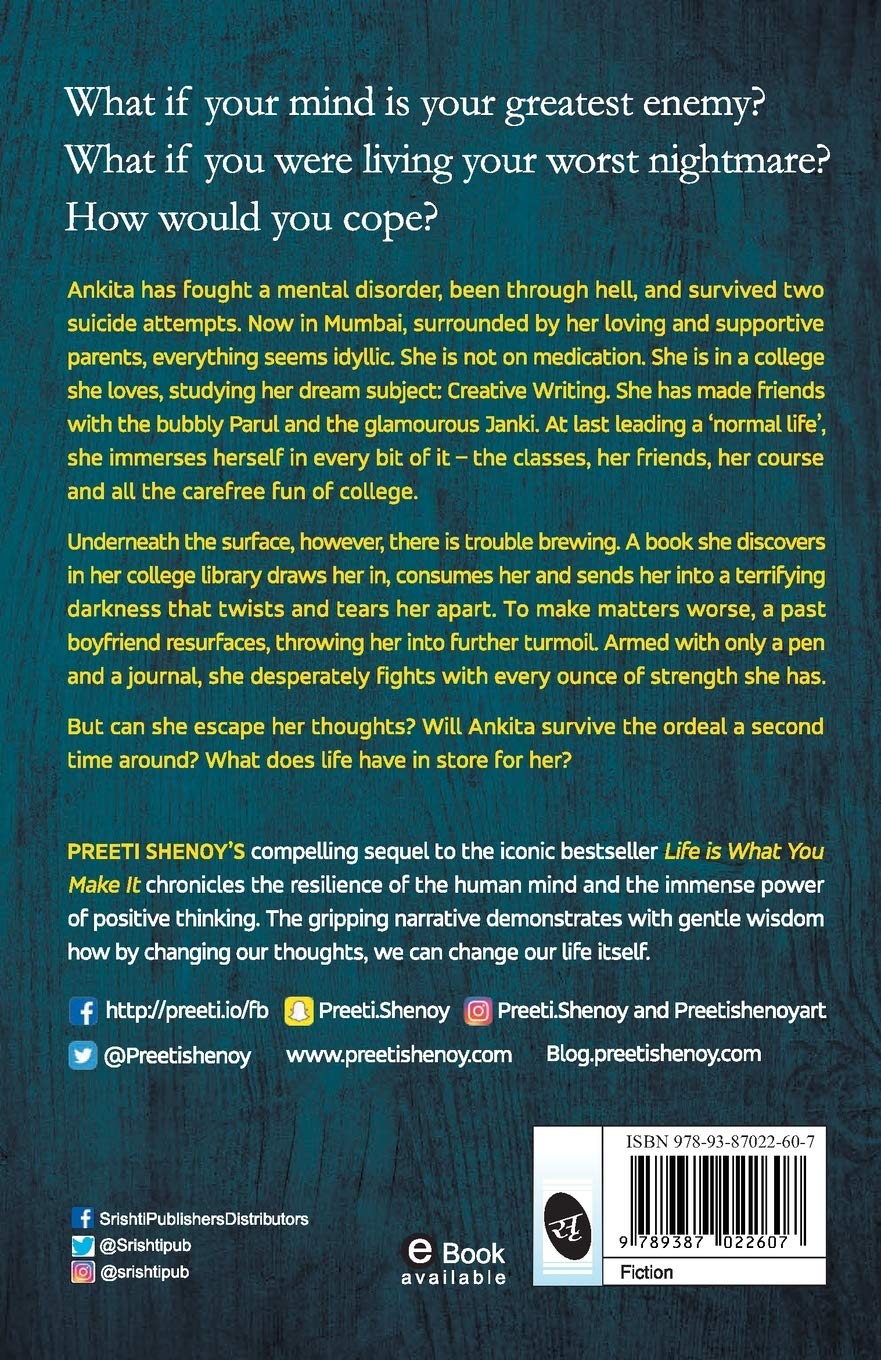 What if your mind is your greatest enemy?
What if you were living your worst nightmare?
How would you cope?
Ankita has fought a mental disorder, been through hell, and survived two
suicide attempts. Now in Mumbai, surrounded by her loving and supportive
parents, everything seems idyllic. She is not on medication. She is in a college
she loves, studying her dream subject: Creative Writing. She has made friends
with the bubbly Parul and the glamourous Janki. At last leading a ‘normal life’,
she immerses herself in every bit of it – the classes, her friends, her course
and all the carefree fun of college.
Underneath the surface, however, there is trouble brewing. A book she discovers
in her college library draws her in, consumes her and sends her into a terrifying
darkness that twists and tears her apart. To make matters worse, a past
boyfriend resurfaces, throwing her into further turmoil. Armed with only a pen
and a journal, she desperately fights with every ounce of strength she has.
But can she escape her thoughts? Will Ankita survive the ordeal a second
time around? What does life have in store for her?
PREETI SHENOY’S compelling sequel to the iconic bestseller Life is What You
Make It chronicles the resilience of the human mind and the immense power
of positive thinking. The gripping narrative demonstrates with gentle wisdom
how by changing our thoughts, we can change our life itself.
http://preeti.io/fb Preeti.Shenoy Preeti.Shenoy and Preetishenoyart
@Preetishenoy www.preetishenoy.com Blog.preetishenoy.com
SrishtiPublishersDistributors
@Srishtipub
@srishtipub
e Book
available
सृ
ISBN 978-93-87022-60-7
9 789387 022607
Fiction